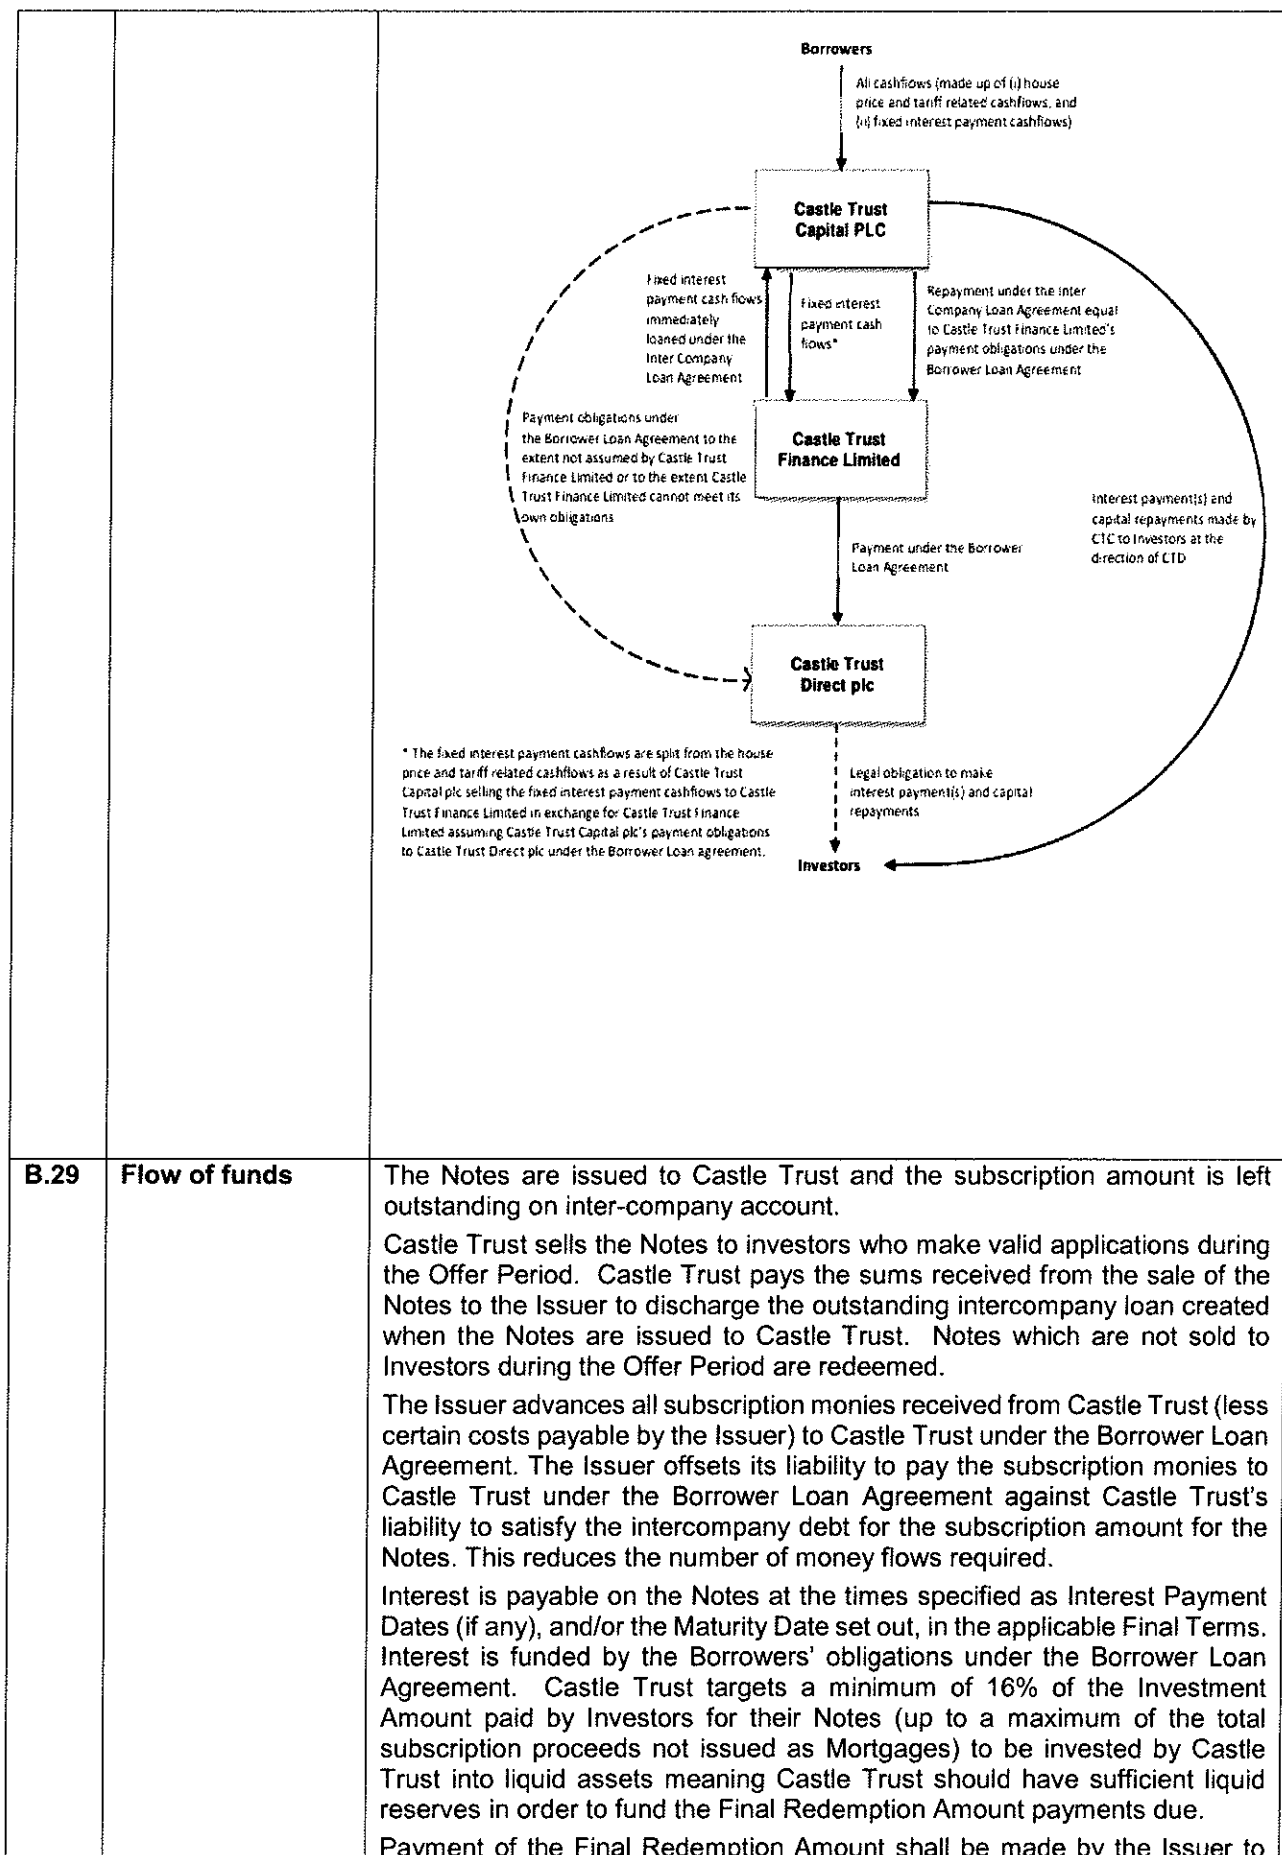 Borrowers
All cashflows (made up of (i) house
price and tariff related cashflows, and
(ii) fixed interest payment cashflows)
Castle Trust
Capital PLC
Fixed interest
payment cash flows
immediately
loaned under the
Inter Company
Loan Agreement
Fixed interest
payment cash
flows*
Repayment under the Inter
Company Loan Agreement equal
to Castle Trust Finance Limited's
payment obligations under the
Borrower Loan Agreement
Payment obligations under
the Borrower Loan Agreement to the
extent not assumed by Castle Trust
Finance Limited or to the extent Castle
Trust Finance Limited cannot meet its
own obligations
Castle Trust
Finance Limited
Interest payment(s) and
capital repayments made by
CTC to Investors at the
direction of CTD
Payment under the Borrower
Loan Agreement
Castle Trust
Direct plc
* The fixed interest payment cashflows are split from the house
price and tariff related cashflows as a result of Castle Trust
Capital plc selling the fixed interest payment cashflows to Castle
Trust Finance Limited in exchange for Castle Trust Finance
Limited assuming Castle Trust Capital plc's payment obligations
to Castle Trust Direct plc under the Borrower Loan agreement.
Legal obligation to make
interest payment(s) and capital
repayments
Investors
B.29 Flow of funds
The Notes are issued to Castle Trust and the subscription amount is left
outstanding on inter-company account.
Castle Trust sells the Notes to investors who make valid applications during
the Offer Period. Castle Trust pays the sums received from the sale of the
Notes to the Issuer to discharge the outstanding intercompany loan created
when the Notes are issued to Castle Trust. Notes which are not sold to
Investors during the Offer Period are redeemed.
The Issuer advances all subscription monies received from Castle Trust (less
certain costs payable by the Issuer) to Castle Trust under the Borrower Loan
Agreement. The Issuer offsets its liability to pay the subscription monies to
Castle Trust under the Borrower Loan Agreement against Castle Trust's
liability to satisfy the intercompany debt for the subscription amount for the
Notes. This reduces the number of money flows required.
Interest is payable on the Notes at the times specified as Interest Payment
Dates (if any), and/or the Maturity Date set out, in the applicable Final Terms.
Interest is funded by the Borrowers' obligations under the Borrower Loan
Agreement. Castle Trust targets a minimum of 16% of the Investment
Amount paid by Investors for their Notes (up to a maximum of the total
subscription proceeds not issued as Mortgages) to be invested by Castle
Trust into liquid assets meaning Castle Trust should have sufficient liquid
reserves in order to fund the Final Redemption Amount payments due.
Payment of the Final Redemption Amount shall be made by the Issuer to